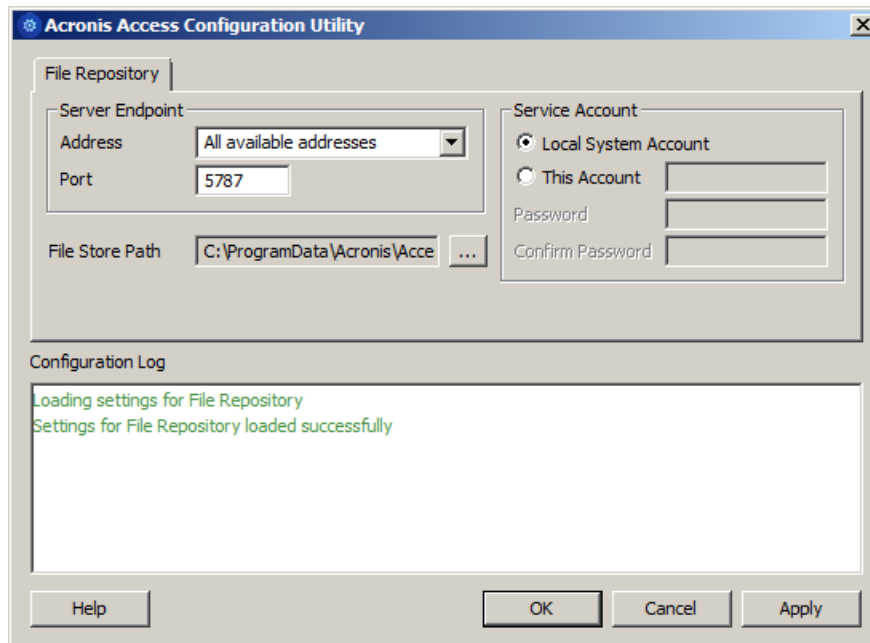 Acronis Access Configuration Utility
File Repository
Server Endpoint
Address All available addresses
Port 5787
File Store Path C:\ProgramData\Acronis\Acce ...
Service Account
Local System Account
This Account
Password
Confirm Password
Configuration Log
Loading settings for File Repository
Settings for File Repository loaded successfully
Help OK Cancel Apply